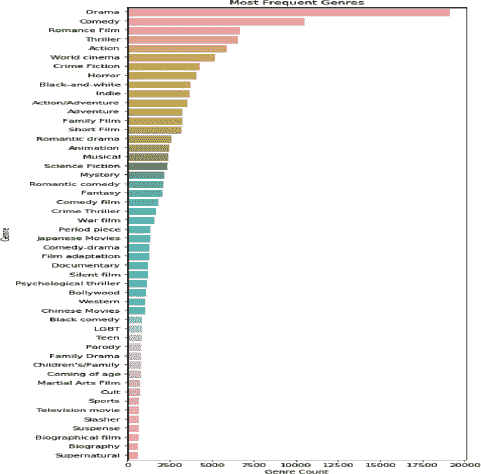 Most Frequent Genres
Drama
Comedy
Romance Film
Thriller
Action
World cinema
Crime Fiction
Horror
Black-and-white
Indie
Action/Adventure
Adventure
Family Film
Short Film
Romantic drama
Animation
Musical
Science Fiction
Mystery
Romantic comedy
Fantasy
Comedy film
Crime Thriller
War film
Period piece
Japanese Movies
Comedy-drama
Film adaptation
Documentary
Silent film
Psychological thriller
Bollywood
Western
Chinese Movies
Black comedy
LGBT
Teen
Parody
Family Drama
Children's/Family
Coming of age
Martial Arts Film
Cult
Sports
Television movie
Slasher
Suspense
Biographical film
Biography
Supernatural
Genre
0 2500 5000 7500 10000 12500 15000 17500 20000
Genre Count